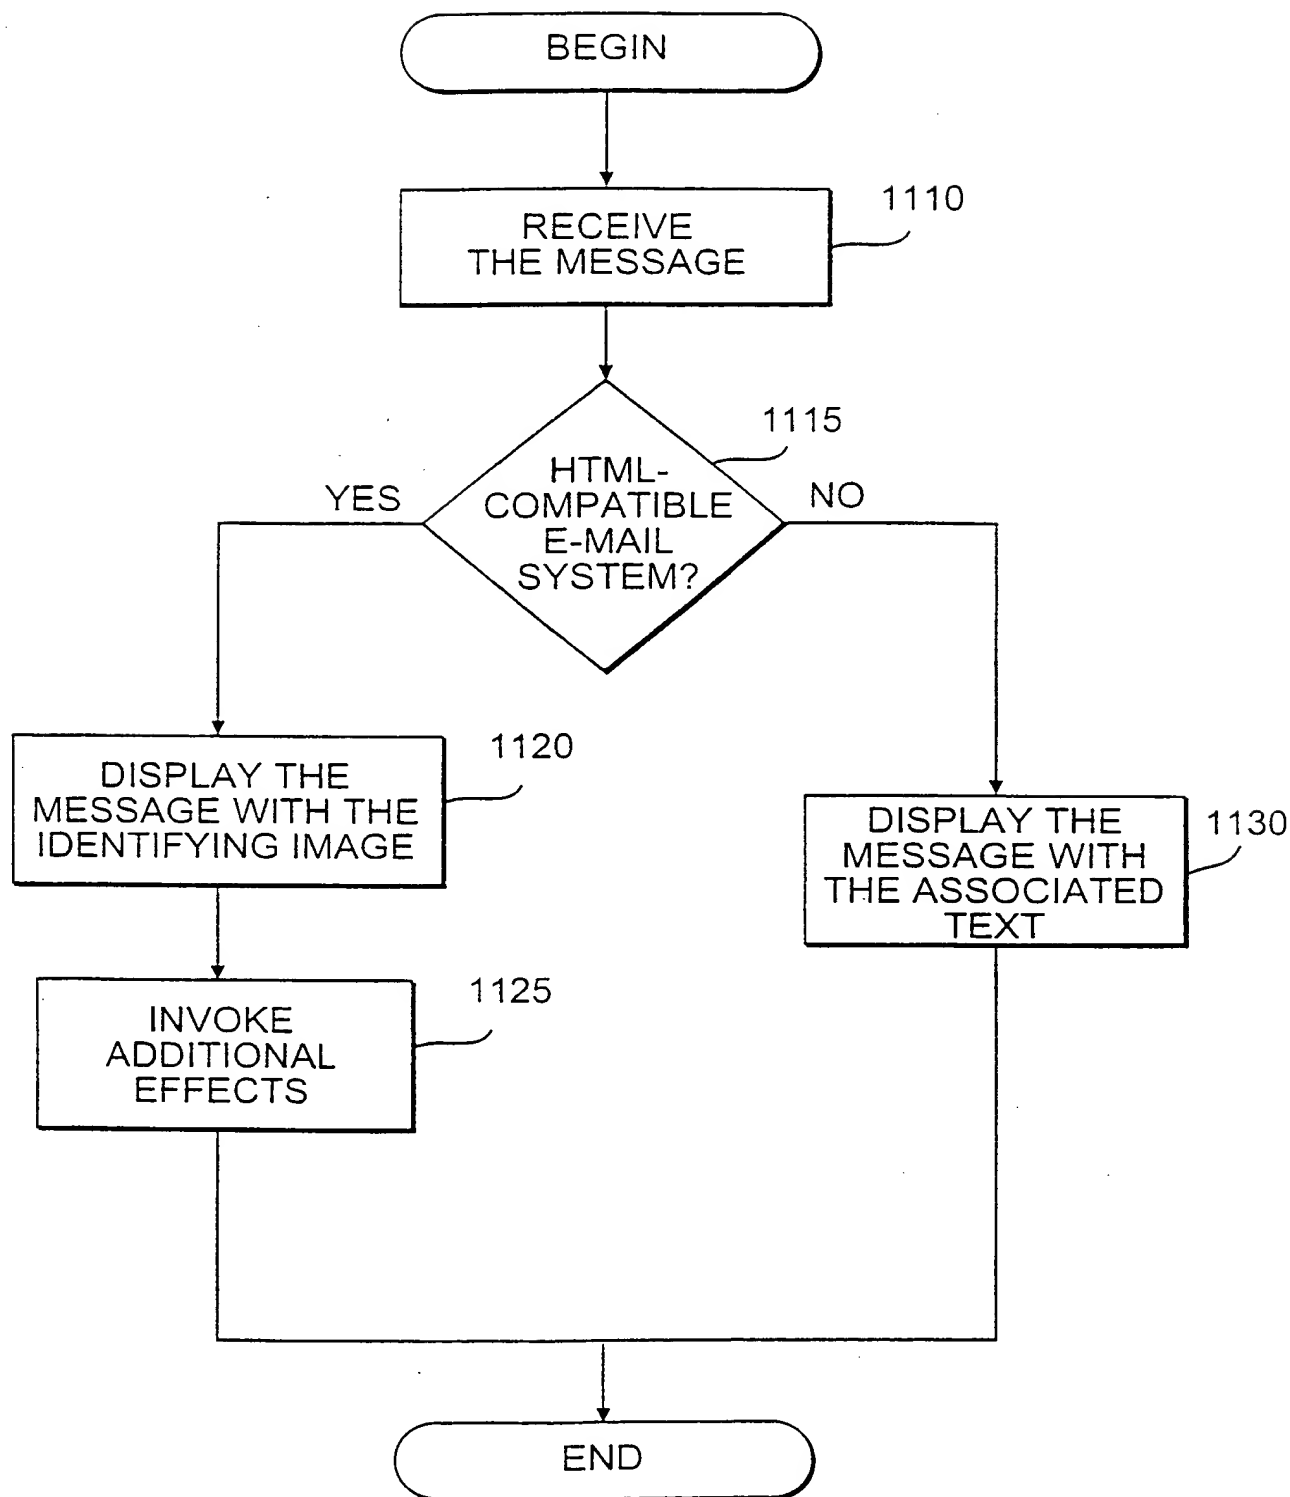 BEGIN
RECEIVE
THE MESSAGE
1110
HTML-
COMPATIBLE
E-MAIL
SYSTEM?
1115
YES
NO
DISPLAY THE
MESSAGE WITH THE
IDENTIFYING IMAGE
1120
DISPLAY THE
MESSAGE WITH
THE ASSOCIATED
TEXT
1130
INVOKE
ADDITIONAL
EFFECTS
1125
END